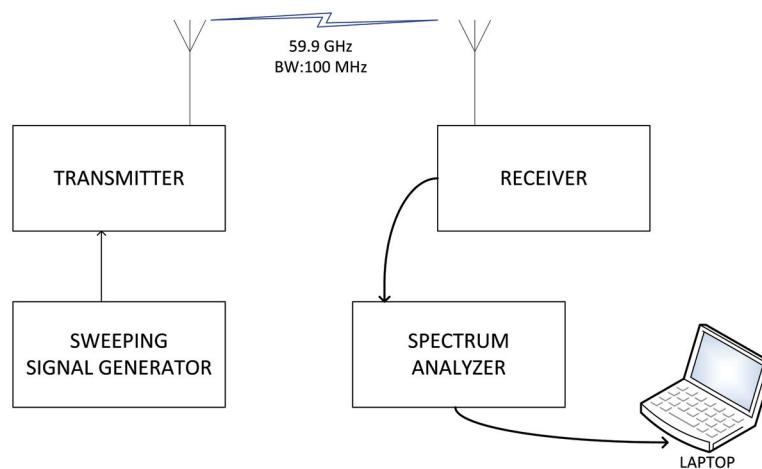 59.9 GHz
BW:100 MHz
TRANSMITTER
RECEIVER
SWEEPING
SIGNAL GENERATOR
SPECTRUM
ANALYZER
LAPTOP